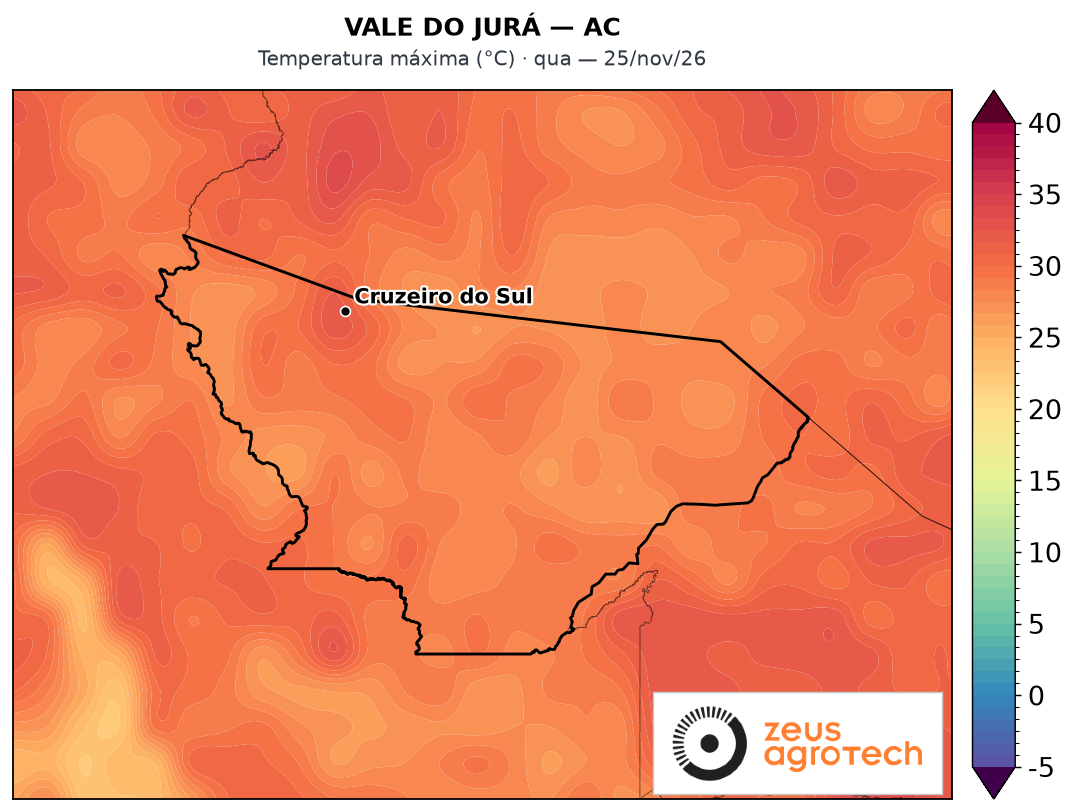 VALE DO JURÁ — AC
Temperatura máxima (°C) · qua — 25/nov/26
Cruzeiro do Sul
40
35
30
25
20
15
10
5
0
-5
zeus
agrotech